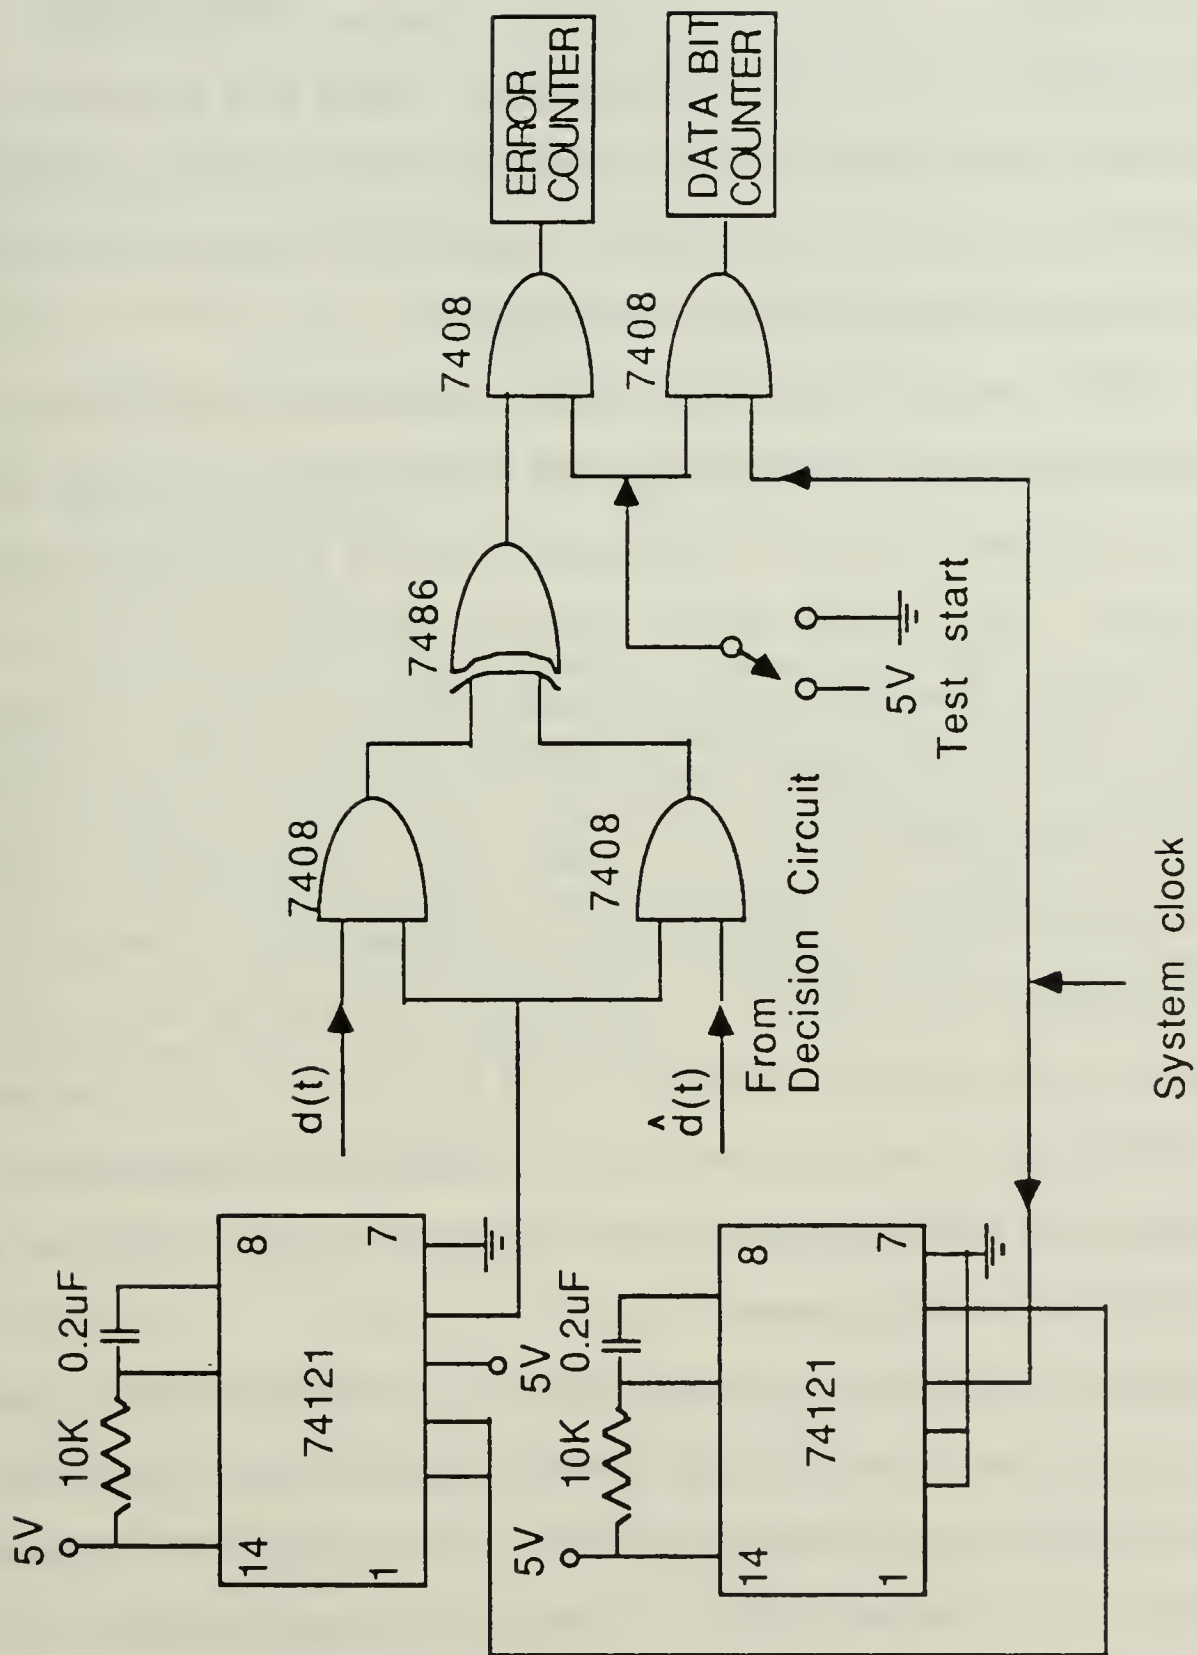 5V
10K
0.2uF
14
8
74121
1
7
5V
d(t)
7408
7486
7408
ERROR
COUNTER
5V
10K
0.2uF
14
8
74121
1
7
^
d(t)
From
Decision Circuit
7408
5V
Test start
7408
DATA BIT
COUNTER
System clock